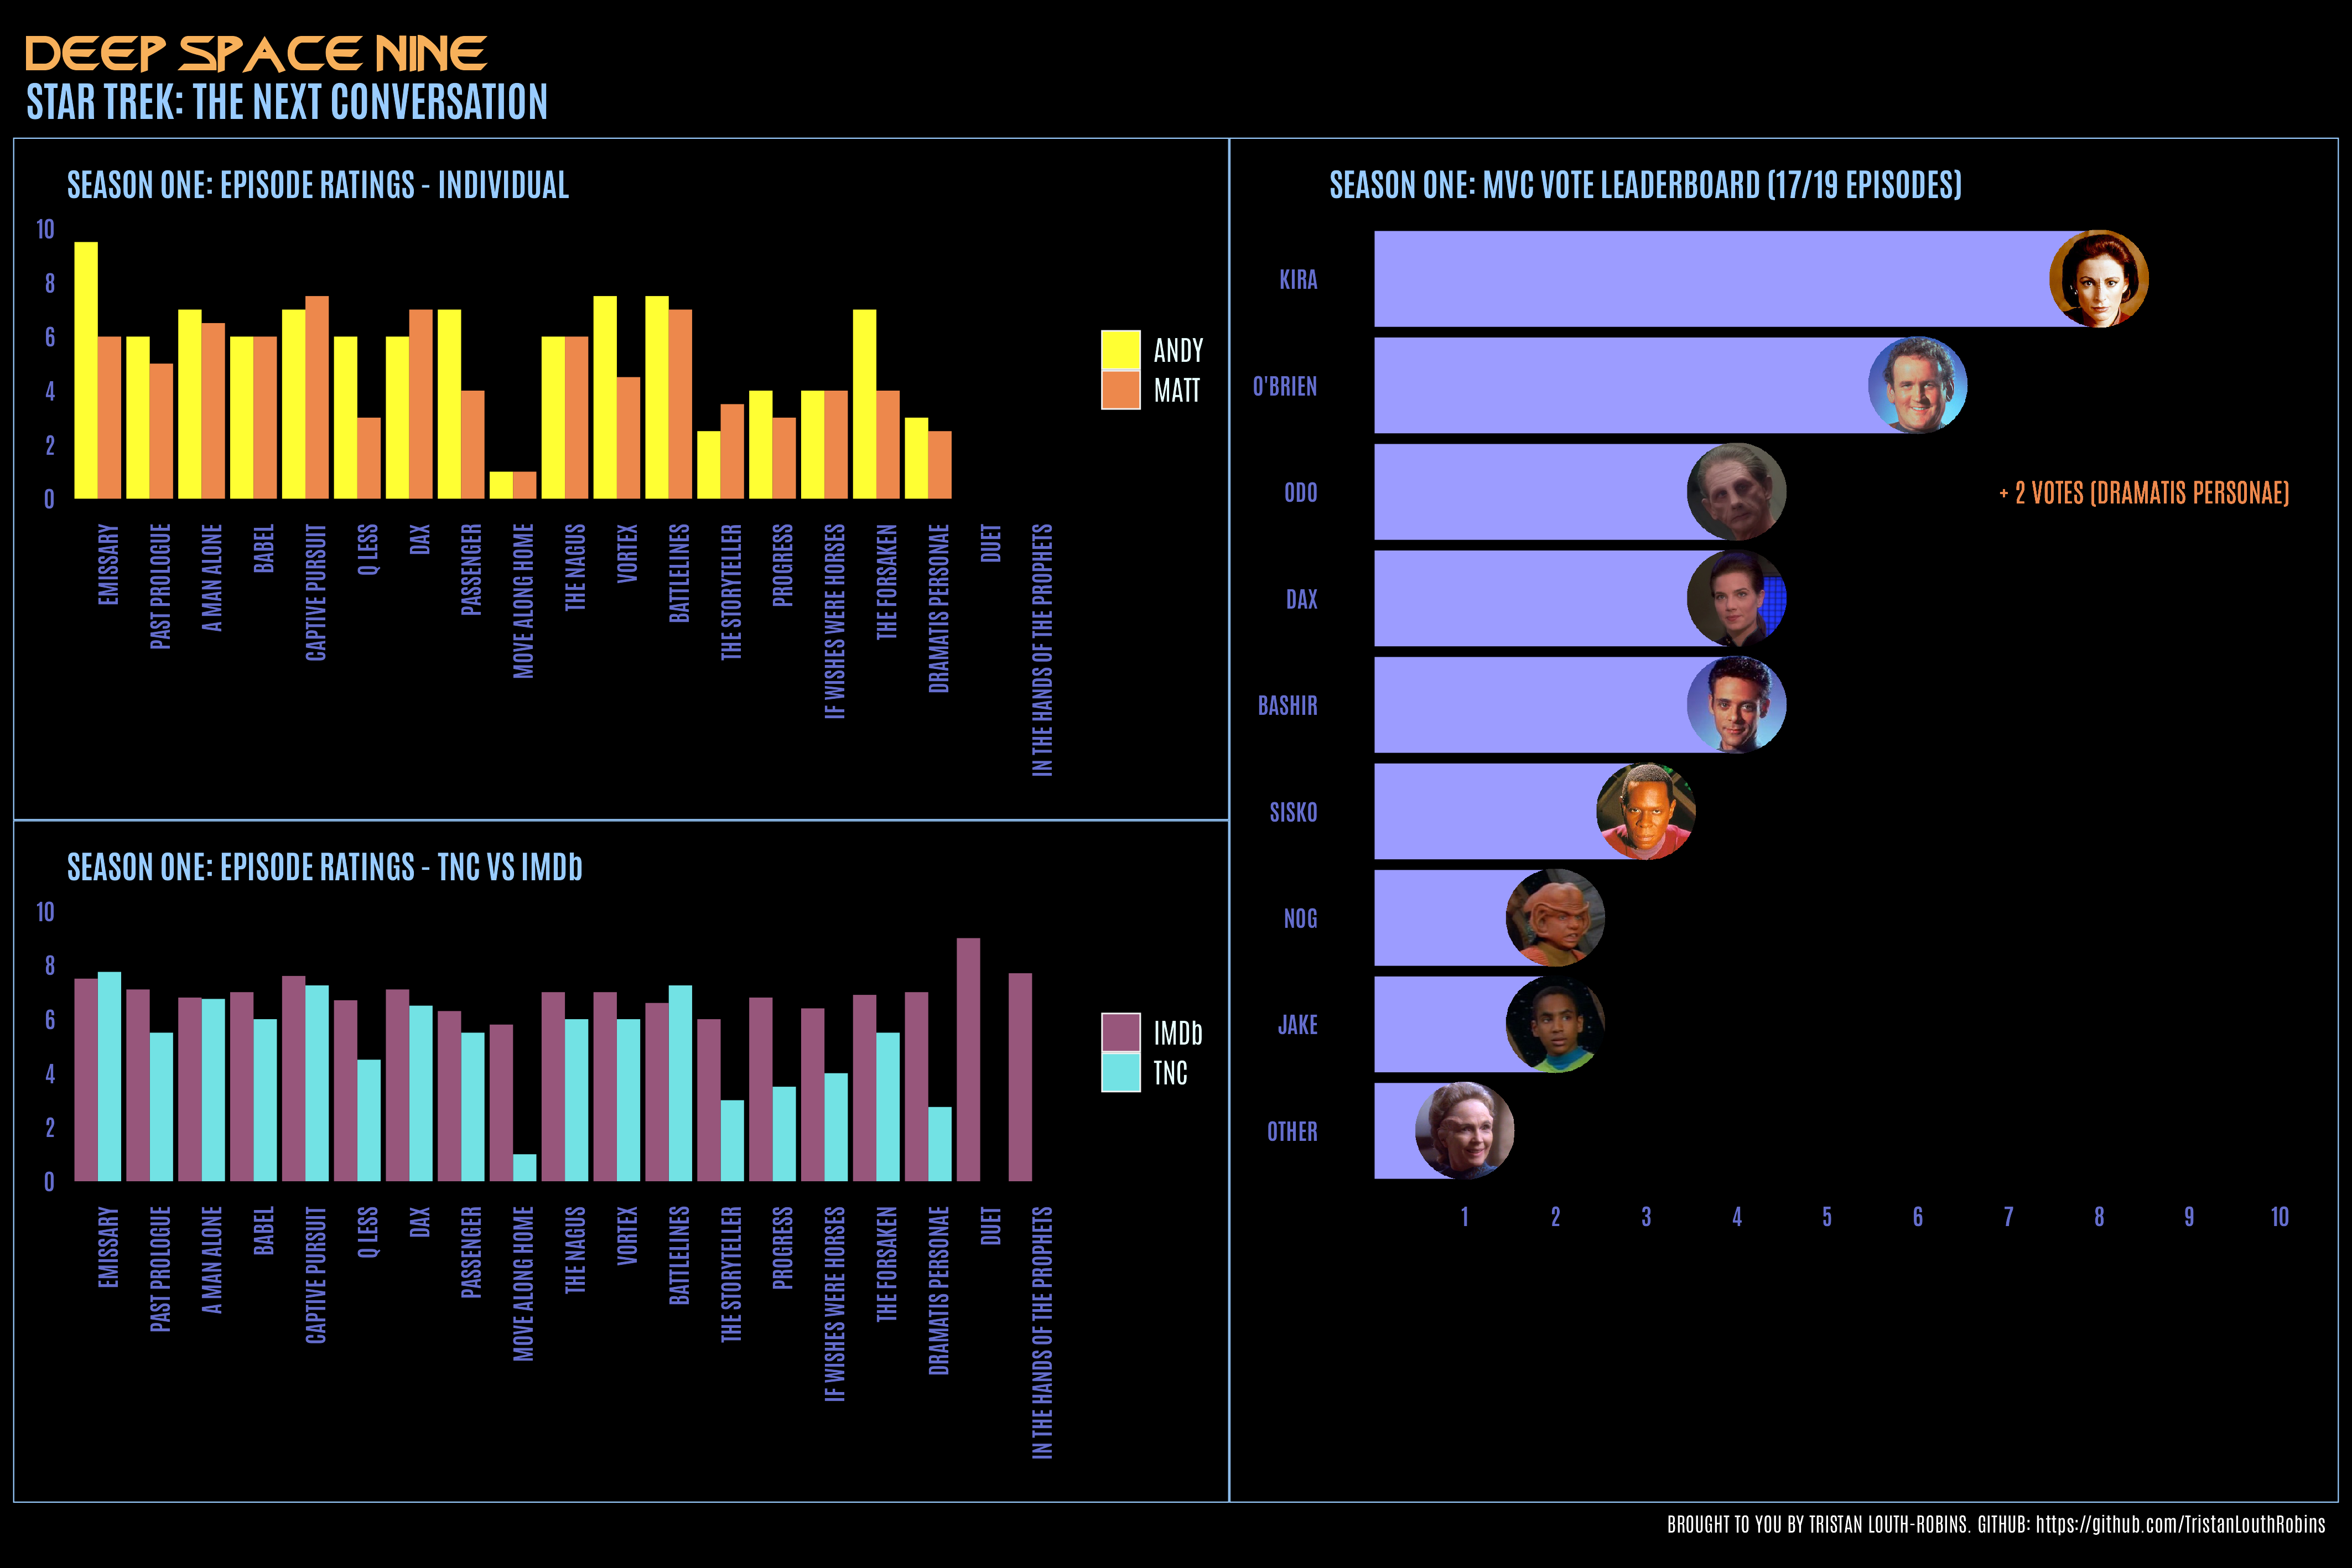 DEEP SPACE NINE
STAR TREK: THE NEXT CONVERSATION
SEASON ONE: EPISODE RATINGS - INDIVIDUAL
10
8
6
4
2
0
EMISSARY
PAST PROLOGUE
A MAN ALONE
BABEL
CAPTIVE PURSUIT
Q LESS
DAX
PASSENGER
MOVE ALONG HOME
THE NAGUS
VORTEX
BATTLELINES
THE STORYTELLER
PROGRESS
IF WISHES WERE HORSES
THE FORSAKEN
DRAMATIS PERSONAE
DUET
IN THE HANDS OF THE PROPHETS
ANDY
MATT
SEASON ONE: EPISODE RATINGS - TNC VS IMDb
10
8
6
4
2
0
EMISSARY
PAST PROLOGUE
A MAN ALONE
BABEL
CAPTIVE PURSUIT
Q LESS
DAX
PASSENGER
MOVE ALONG HOME
THE NAGUS
VORTEX
BATTLELINES
THE STORYTELLER
PROGRESS
IF WISHES WERE HORSES
THE FORSAKEN
DRAMATIS PERSONAE
DUET
IN THE HANDS OF THE PROPHETS
IMDb
TNC
SEASON ONE: MVC VOTE LEADERBOARD (17/19 EPISODES)
KIRA
O'BRIEN
ODO
+ 2 VOTES (DRAMATIS PERSONAE)
DAX
BASHIR
SISKO
NOG
JAKE
OTHER
1 2 3 4 5 6 7 8 9 10
BROUGHT TO YOU BY TRISTAN LOUTH-ROBINS. GITHUB: https://github.com/TristanLouthRobins